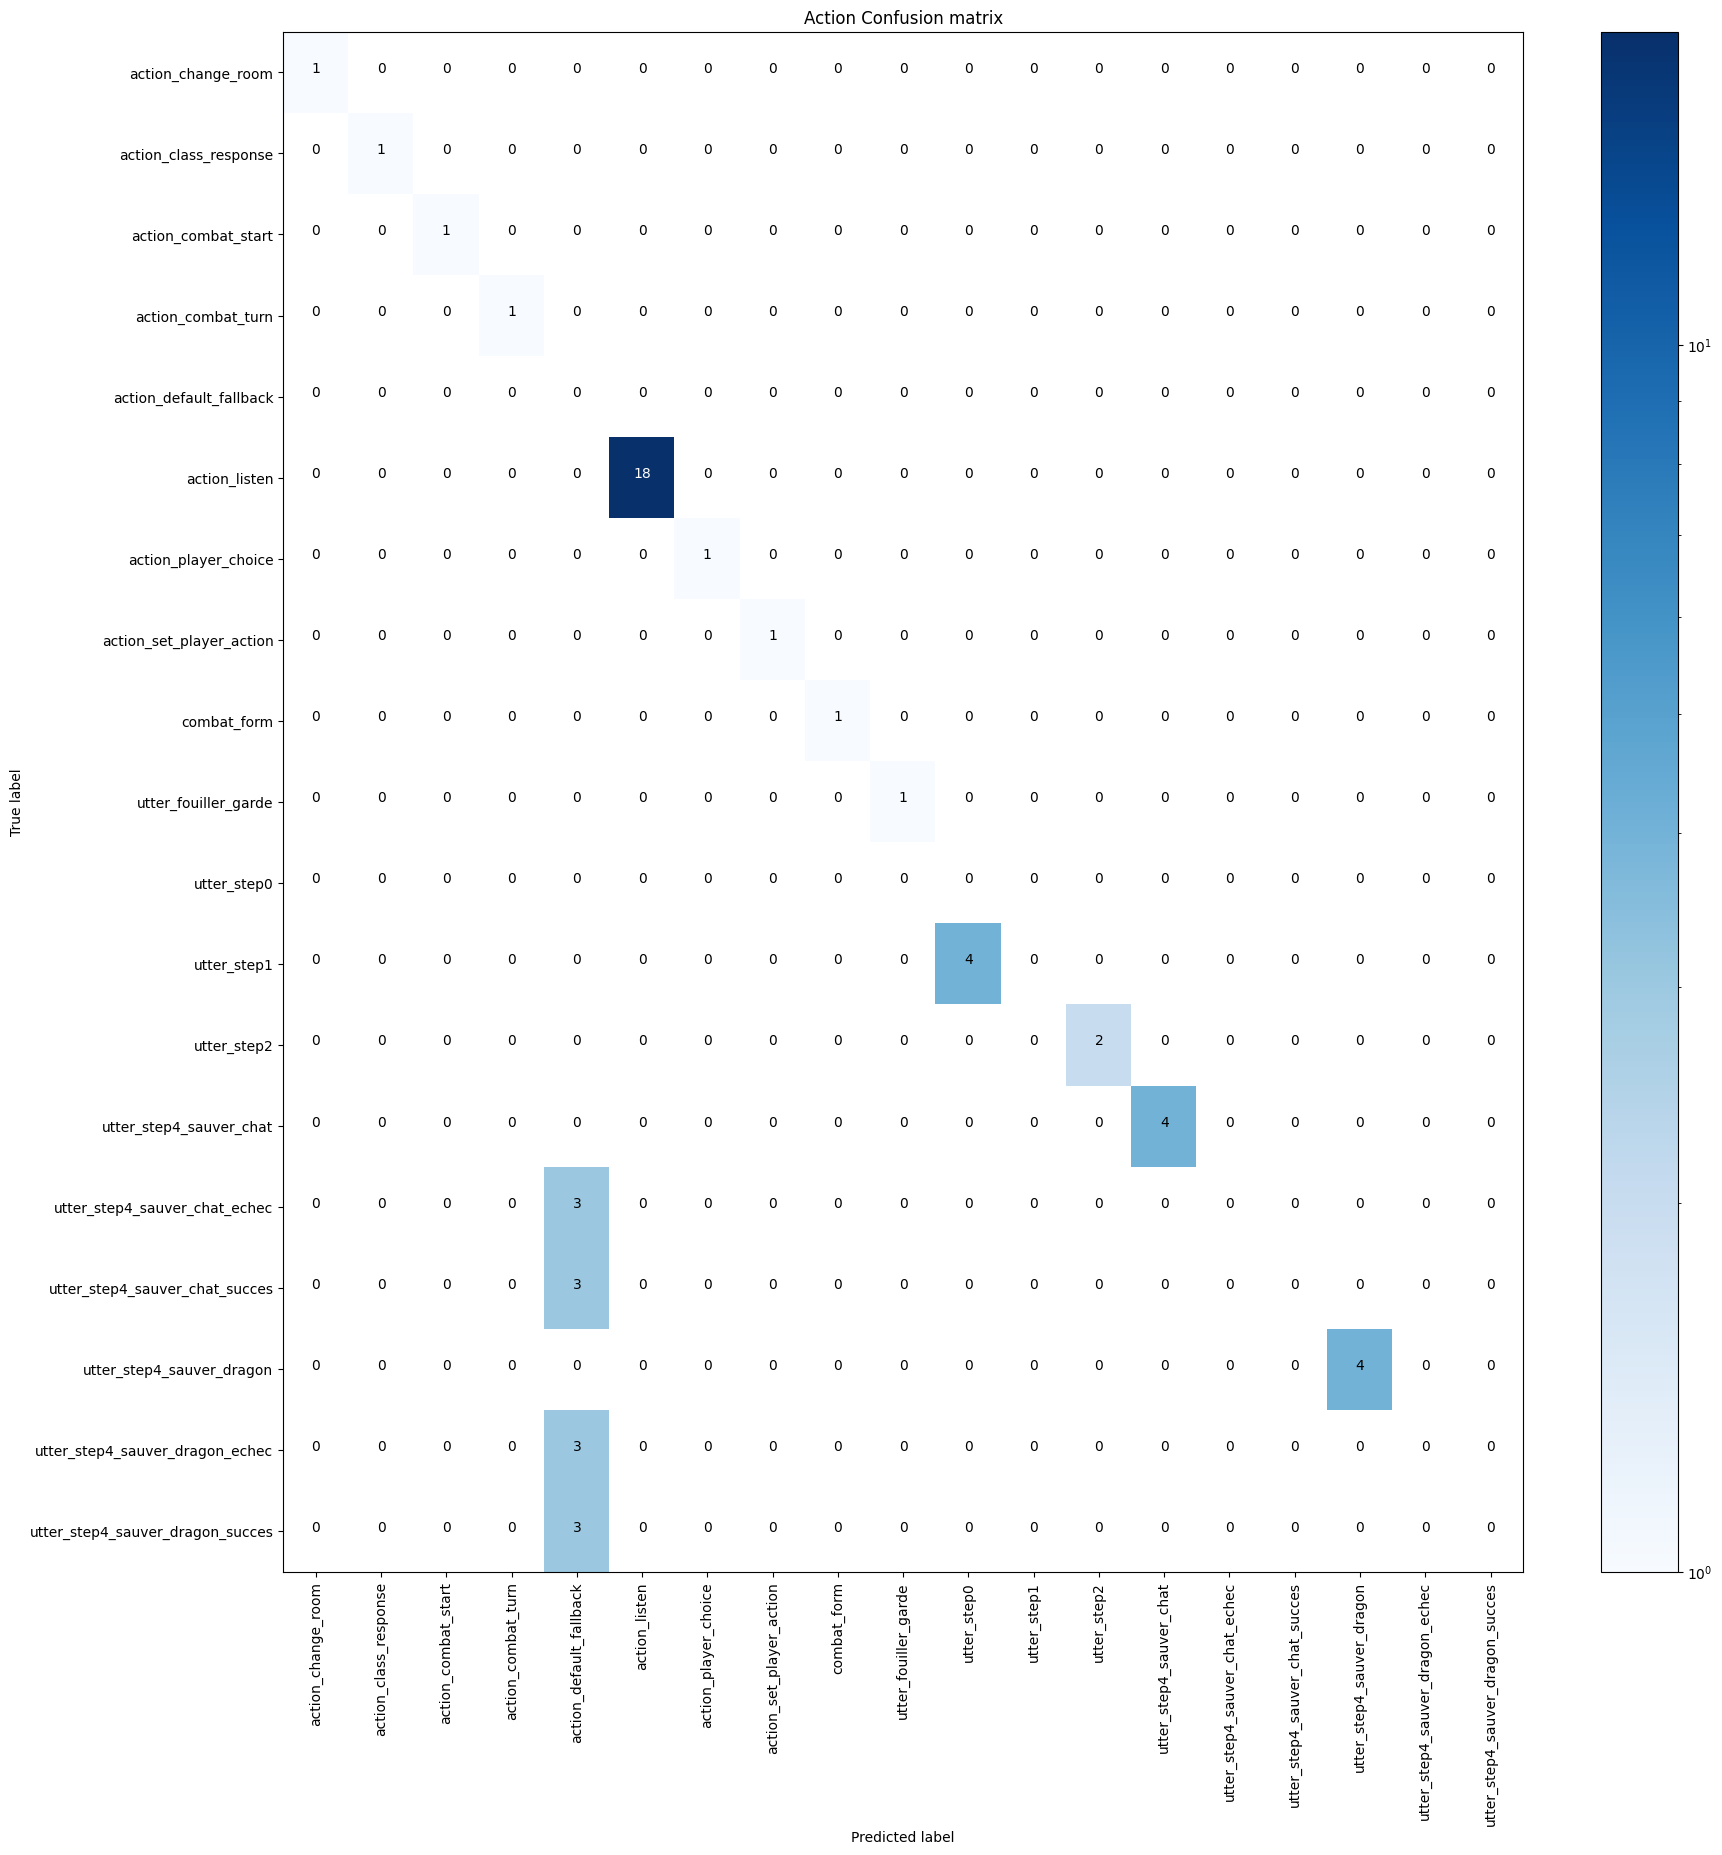 Action Confusion matrix
True label
action_change_room 1 0 0 0 0 0 0 0 0 0 0 0 0 0 0 0 0 0 0
action_class_response 0 1 0 0 0 0 0 0 0 0 0 0 0 0 0 0 0 0 0
action_combat_start 0 0 1 0 0 0 0 0 0 0 0 0 0 0 0 0 0 0 0
action_combat_turn 0 0 0 1 0 0 0 0 0 0 0 0 0 0 0 0 0 0 0
action_default_fallback 0 0 0 0 0 0 0 0 0 0 0 0 0 0 0 0 0 0 0
action_listen 0 0 0 0 0 18 0 0 0 0 0 0 0 0 0 0 0 0 0
action_player_choice 0 0 0 0 0 0 1 0 0 0 0 0 0 0 0 0 0 0 0
action_set_player_action 0 0 0 0 0 0 0 1 0 0 0 0 0 0 0 0 0 0 0
combat_form 0 0 0 0 0 0 0 0 1 0 0 0 0 0 0 0 0 0 0
utter_fouiller_garde 0 0 0 0 0 0 0 0 0 1 0 0 0 0 0 0 0 0 0
utter_step0 0 0 0 0 0 0 0 0 0 0 0 0 0 0 0 0 0 0 0
utter_step1 0 0 0 0 0 0 0 0 0 0 4 0 0 0 0 0 0 0 0
utter_step2 0 0 0 0 0 0 0 0 0 0 0 0 2 0 0 0 0 0 0
utter_step4_sauver_chat 0 0 0 0 0 0 0 0 0 0 0 0 0 4 0 0 0 0 0
utter_step4_sauver_chat_echec 0 0 0 0 3 0 0 0 0 0 0 0 0 0 0 0 0 0 0
utter_step4_sauver_chat_succes 0 0 0 0 3 0 0 0 0 0 0 0 0 0 0 0 0 0 0
utter_step4_sauver_dragon 0 0 0 0 0 0 0 0 0 0 0 0 0 0 0 0 4 0 0
utter_step4_sauver_dragon_echec 0 0 0 0 3 0 0 0 0 0 0 0 0 0 0 0 0 0 0
utter_step4_sauver_dragon_succes 0 0 0 0 3 0 0 0 0 0 0 0 0 0 0 0 0 0 0
action_change_room
action_class_response
action_combat_start
action_combat_turn
action_default_fallback
action_listen
action_player_choice
action_set_player_action
combat_form
utter_fouiller_garde
utter_step0
utter_step1
utter_step2
utter_step4_sauver_chat
utter_step4_sauver_chat_echec
utter_step4_sauver_chat_succes
utter_step4_sauver_dragon
utter_step4_sauver_dragon_echec
utter_step4_sauver_dragon_succes
Predicted label
10¹
10⁰